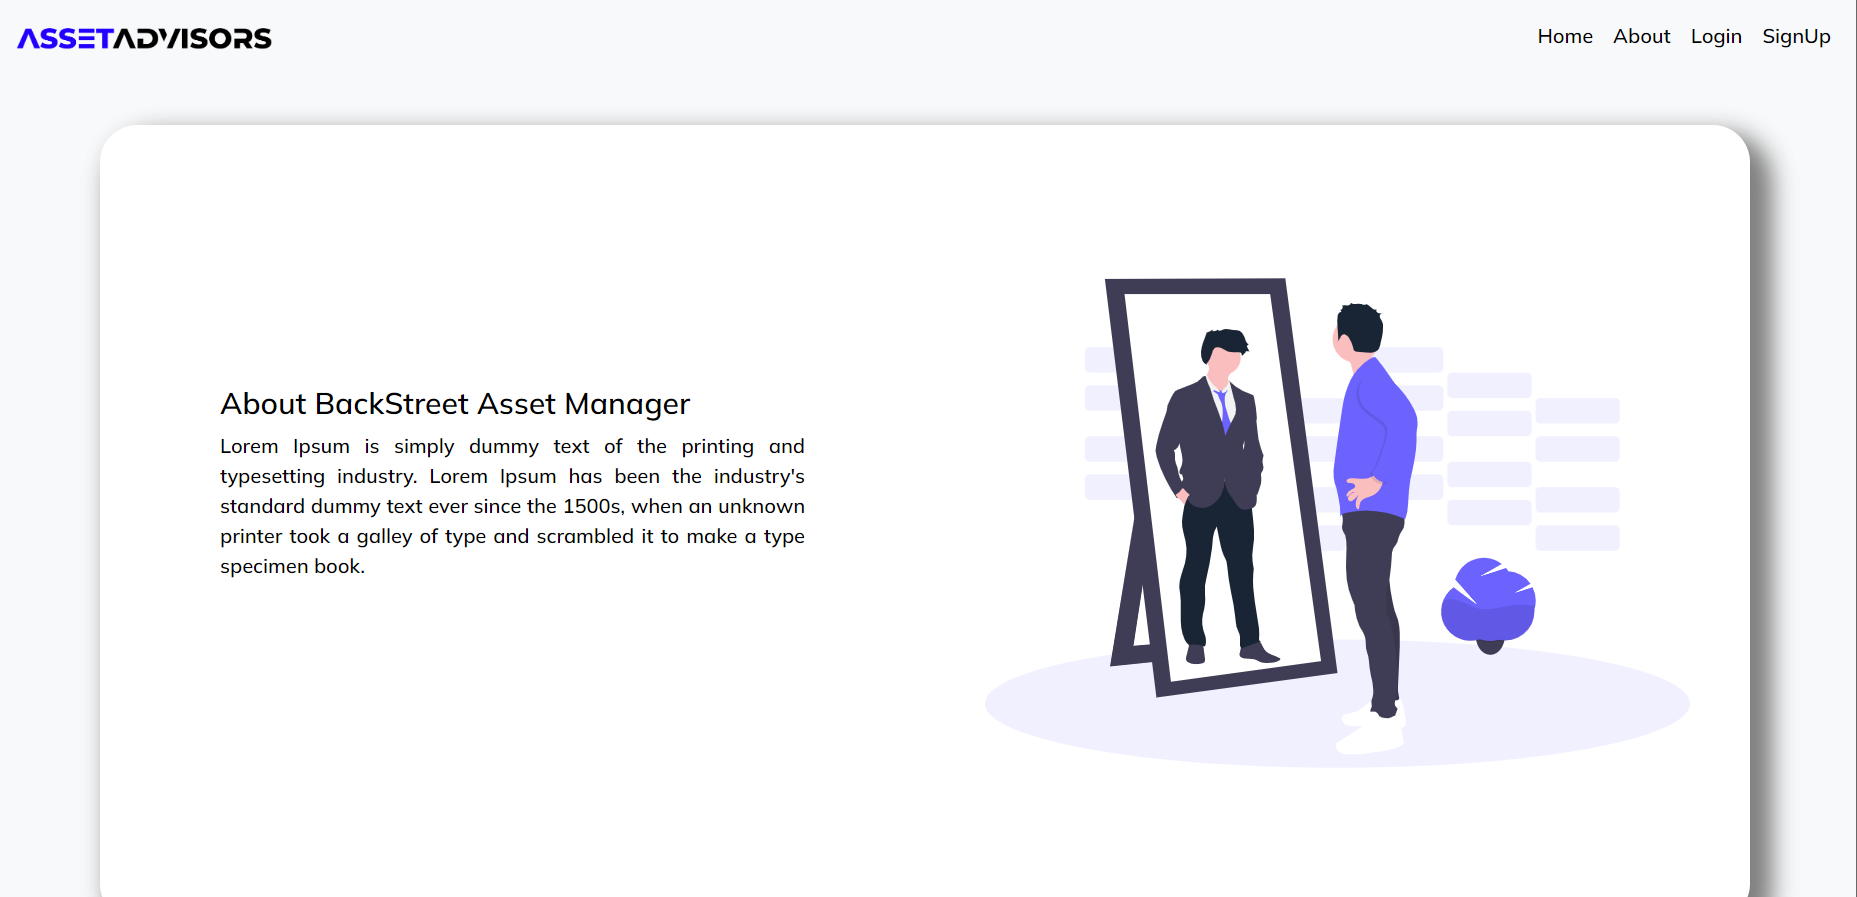 ASSETADVISORS
Home About Login SignUp
About BackStreet Asset Manager
Lorem Ipsum is simply dummy text of the printing and
typesetting industry. Lorem Ipsum has been the industry's
standard dummy text ever since the 1500s, when an unknown
printer took a galley of type and scrambled it to make a type
specimen book.